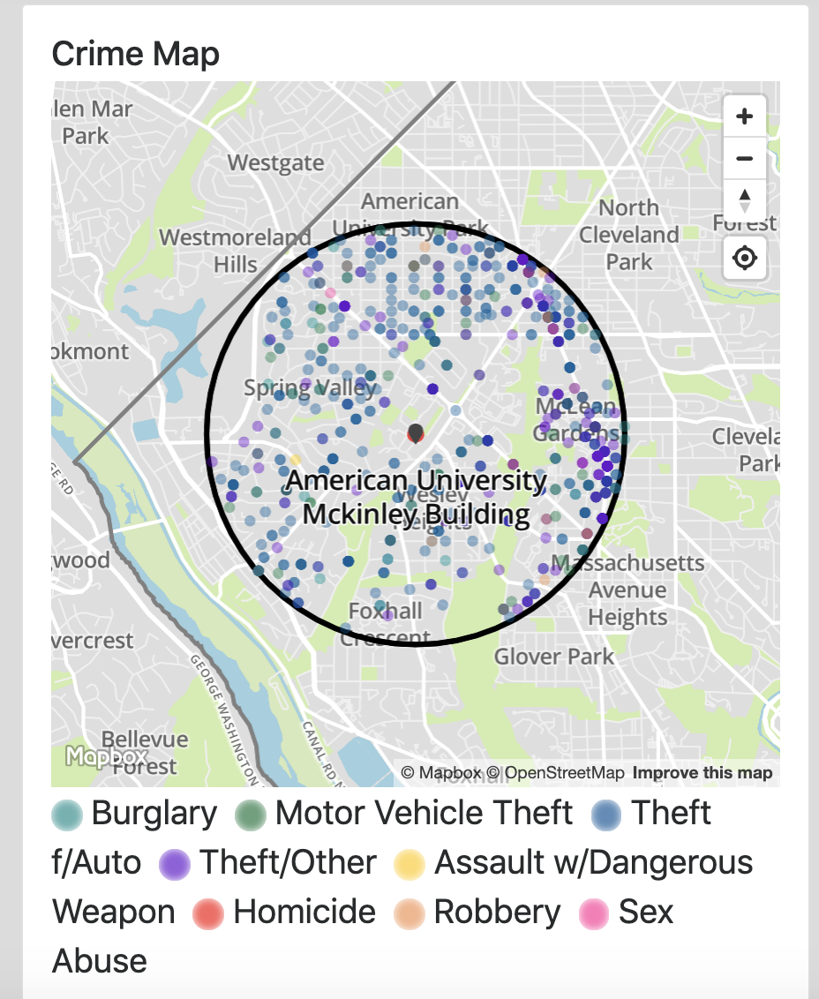 Crime Map
len Mar
Park
Westgate
American
University Park
North
Cleveland
Park
Forest
Westmoreland
Hills
okmont
Spring Valley
McLean
Gardens
Clevela
Park
GE RD
American University
Mckinley Building
Wesley
Heights
wood
Massachusetts
Avenue
Heights
Foxhall
Crescent
vercrest
Glover Park
GEORGE WASHINGTON
CANAL RD N
Bellevue
Forest
Mapbox
Foxhall
© Mapbox © OpenStreetMap Improve this map
Burglary Motor Vehicle Theft Theft
f/Auto Theft/Other Assault w/Dangerous
Weapon Homicide Robbery Sex
Abuse